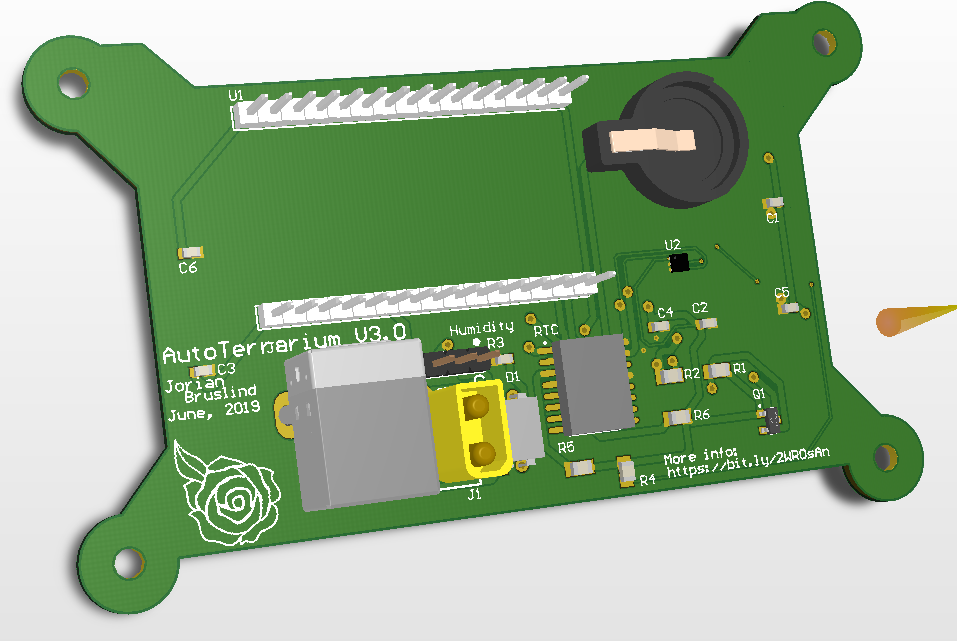 U1
C1
U2
C6
C5
C4
C2
Humidity
RTC
AutoTerrarium V3.0
R3
C3
D1
R2
R1
Jorian
Bruslind
June, 2019
Q1
R6
R5
More info:
https://bit.ly/2WROsAn
R4
J1